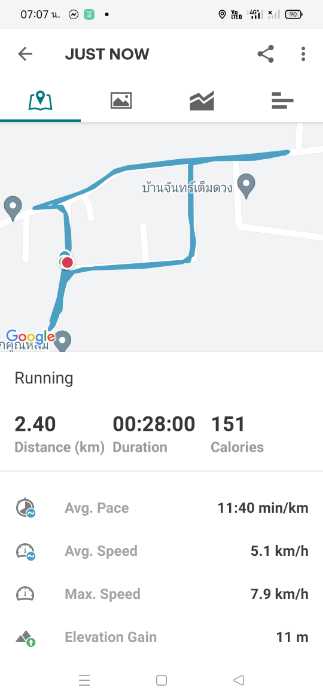 07:07 น.
JUST NOW
บ้านจันทร์เต็มดวง
Google
Running
2.40 00:28:00 151
Distance (km) Duration Calories
Avg. Pace 11:40 min/km
Avg. Speed 5.1 km/h
Max. Speed 7.9 km/h
Elevation Gain 11 m